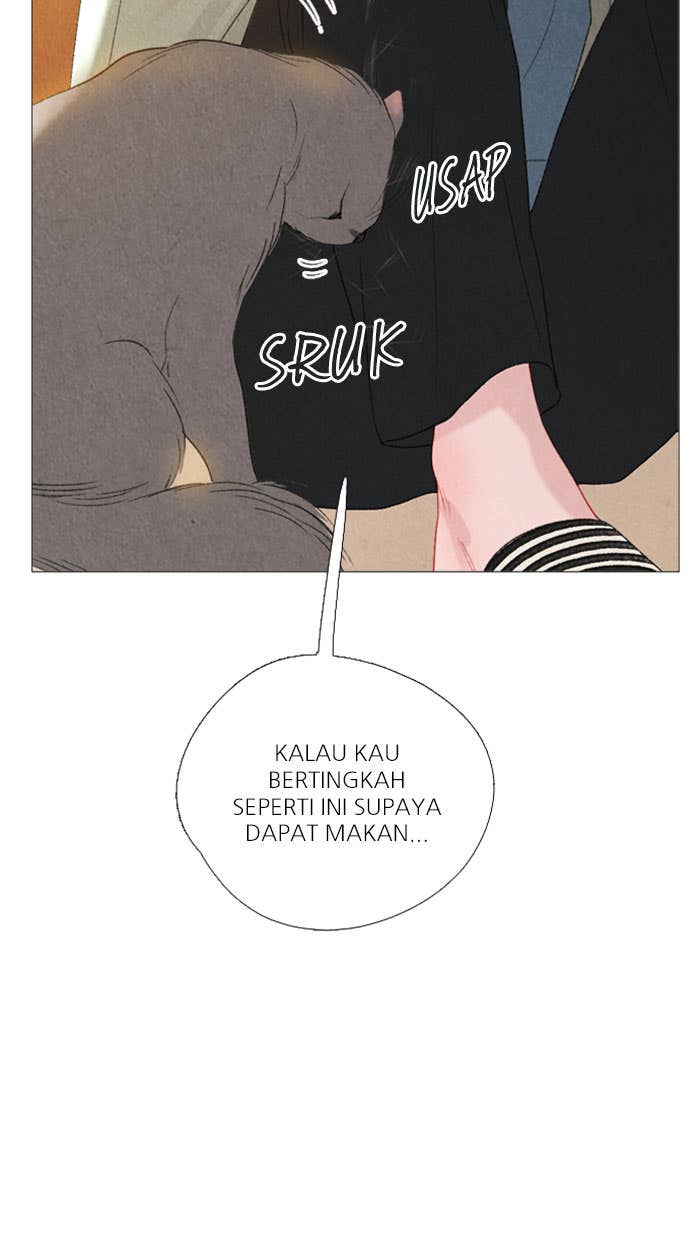 USAP
SRUK
KALAU KAU
BERTINGKAH
SEPERTI INI SUPAYA
DAPAT MAKAN...